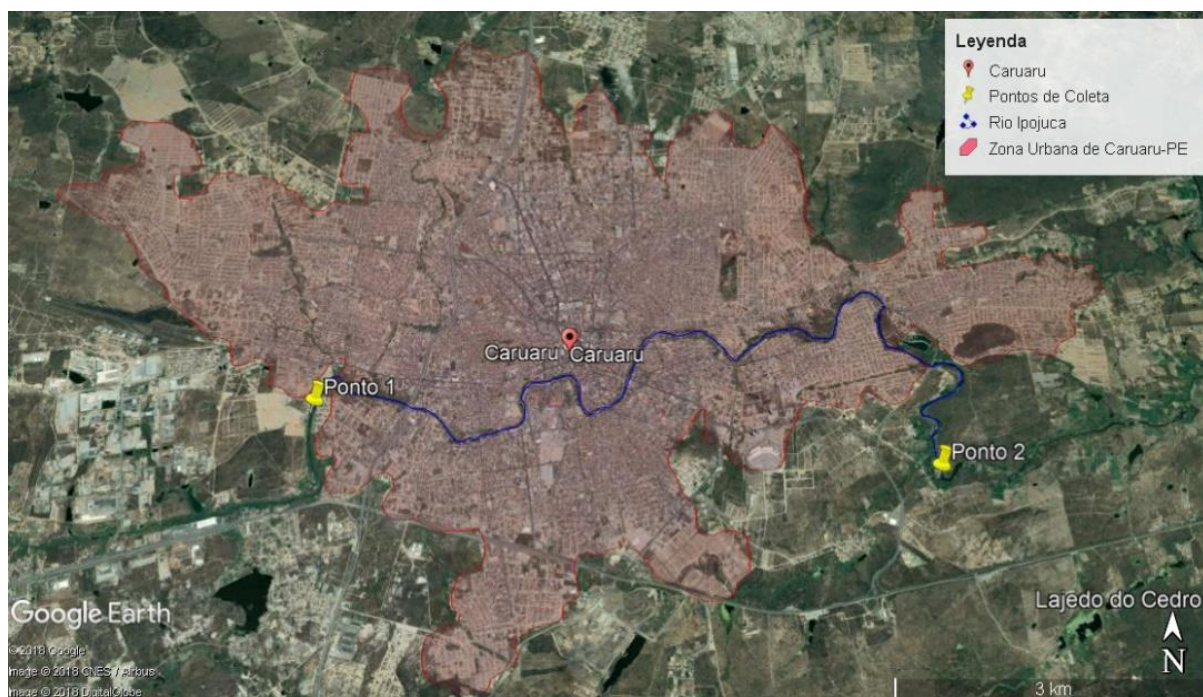 Leyenda
Caruaru
Pontos de Coleta
Rio Ipojuca
Zona Urbana de Caruaru-PE
Caruaru Caruaru
Ponto 1
Ponto 2
Lajedo do Cedro
Google Earth
© 2018 Google
Image © 2018 CNES / Airbus
Image © 2018 DigitalGlobe
N
3 km